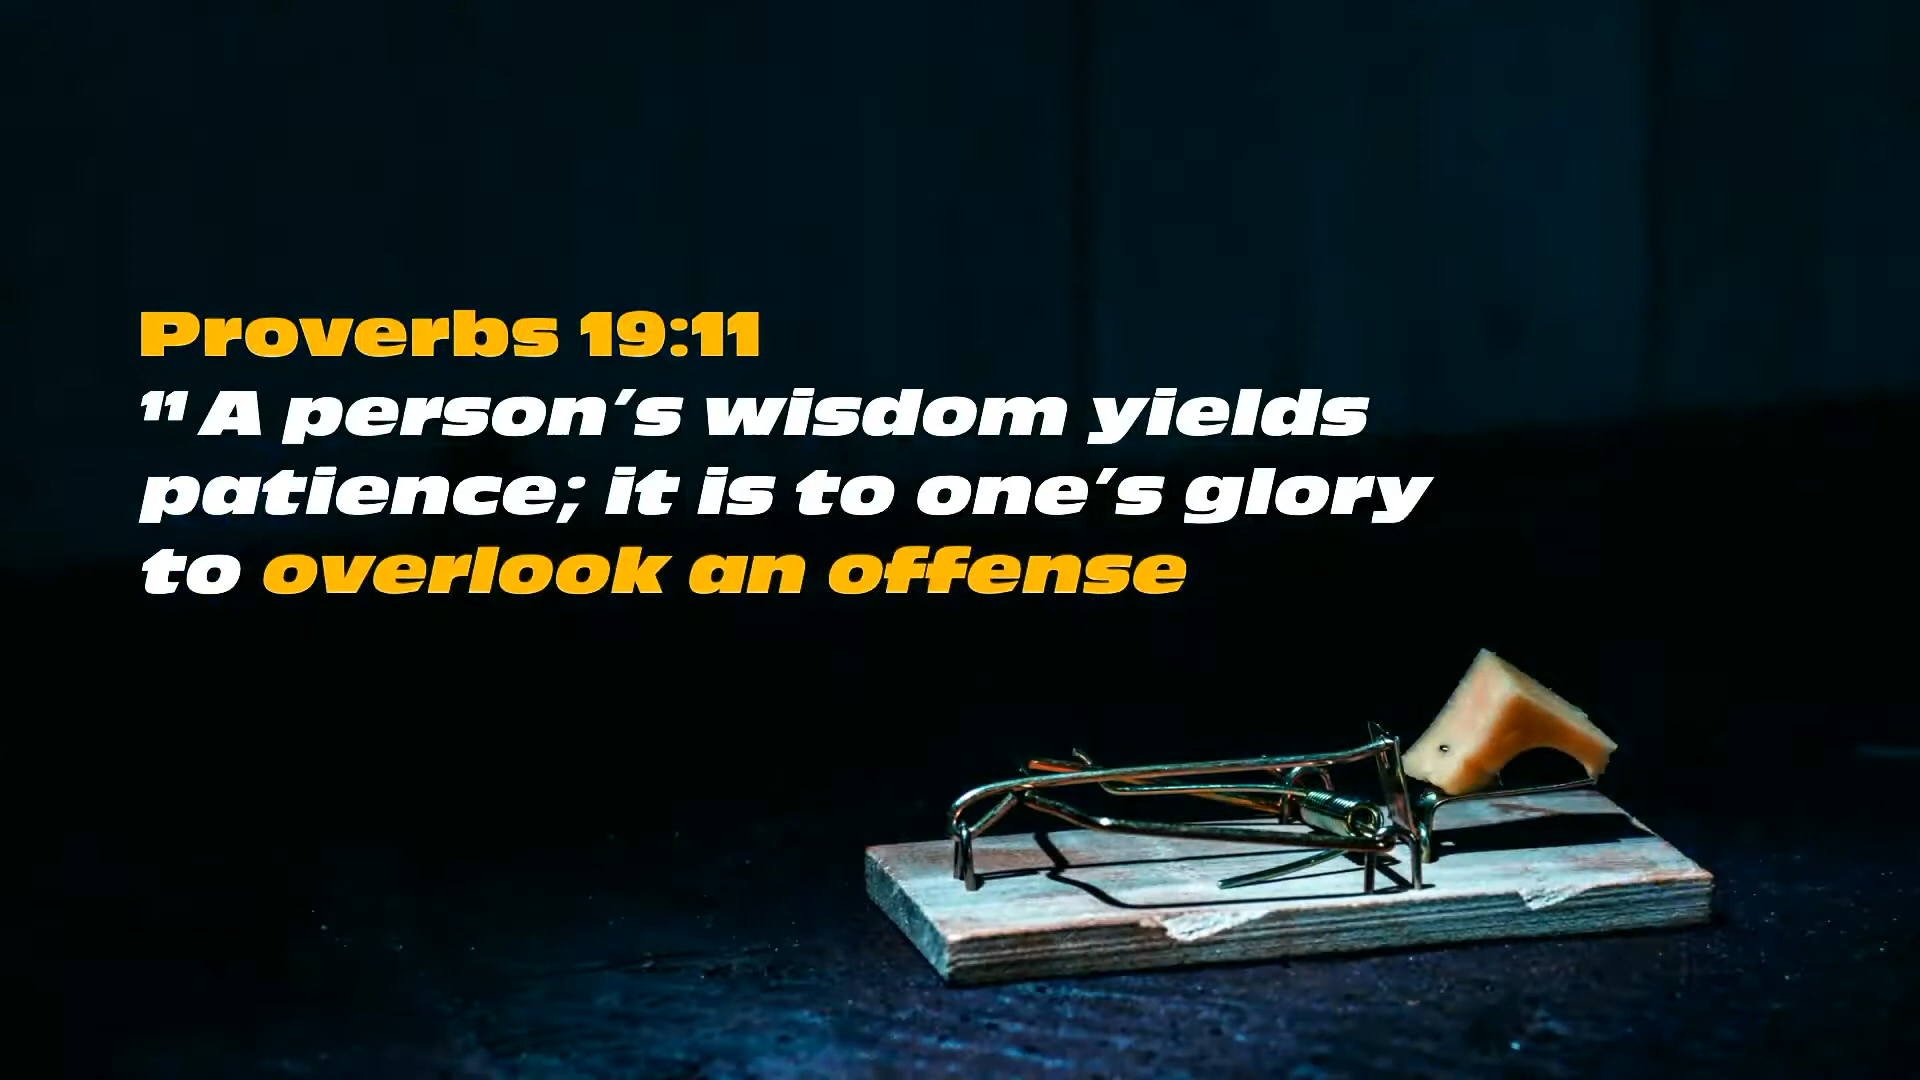 Proverbs 19:11
¹¹ A person’s wisdom yields
patience; it is to one’s glory
to overlook an offense